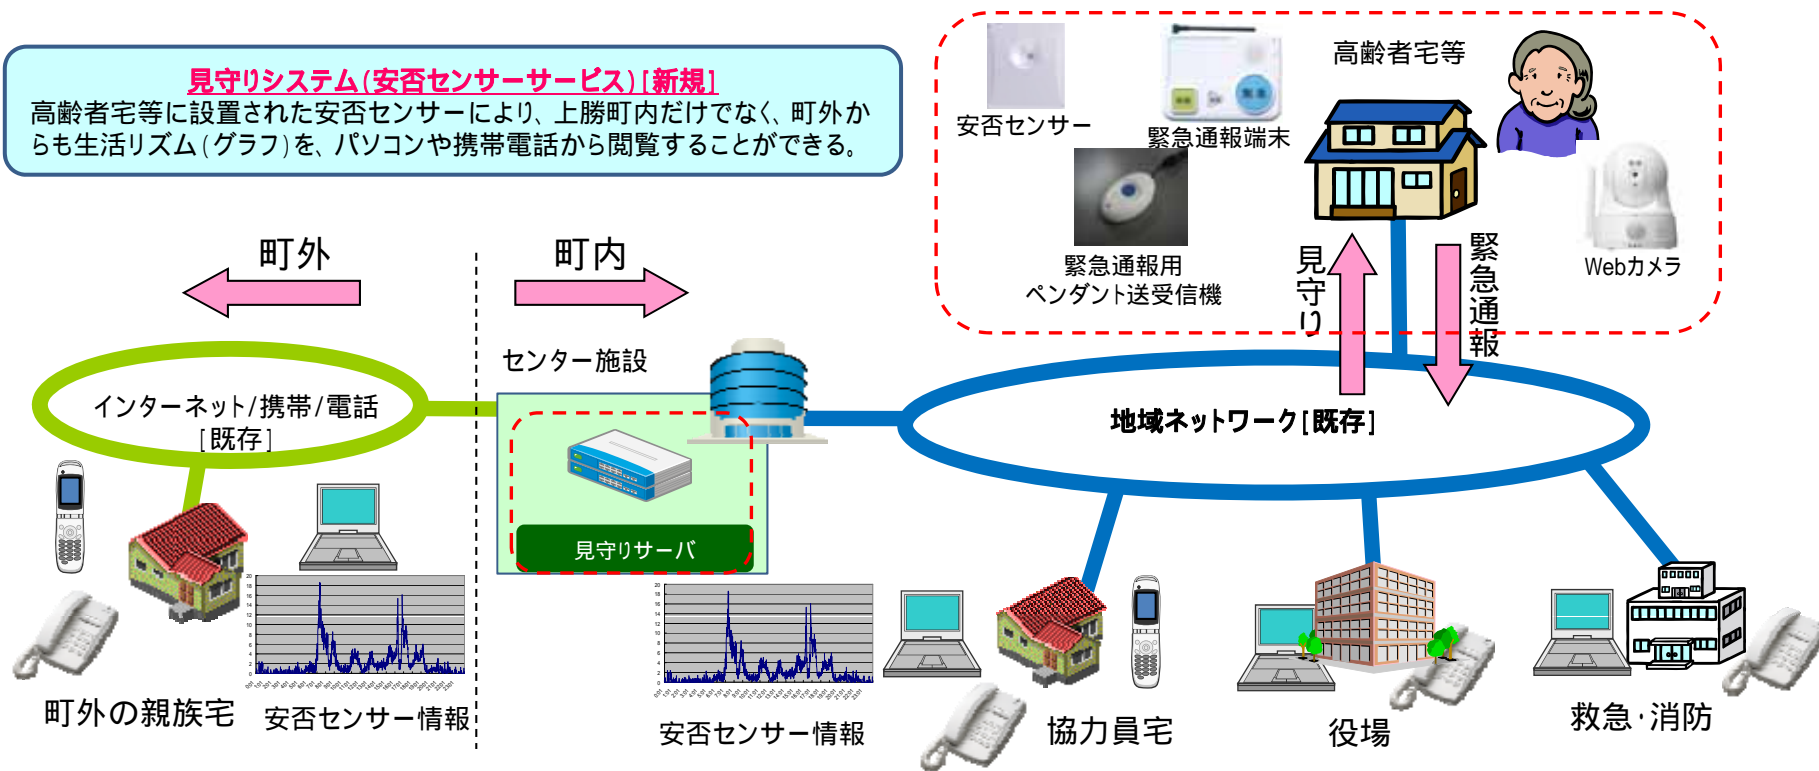 見守りシステム(安否センサーサービス)[新規]
高齢者宅等に設置された安否センサーにより、上勝町内だけでなく、町外か
らも生活リズム(グラフ)を、パソコンや携帯電話から閲覧することができる。
安否センサー
緊急通報端末
高齢者宅等
緊急通報用
ペンダント送受信機
Webカメラ
見守り
緊急通報
町外
町内
センター施設
インターネット/携帯/電話
[既存]
地域ネットワーク[既存]
見守りサーバ
町外の親族宅
安否センサー情報
安否センサー情報
協力員宅
役場
救急・消防